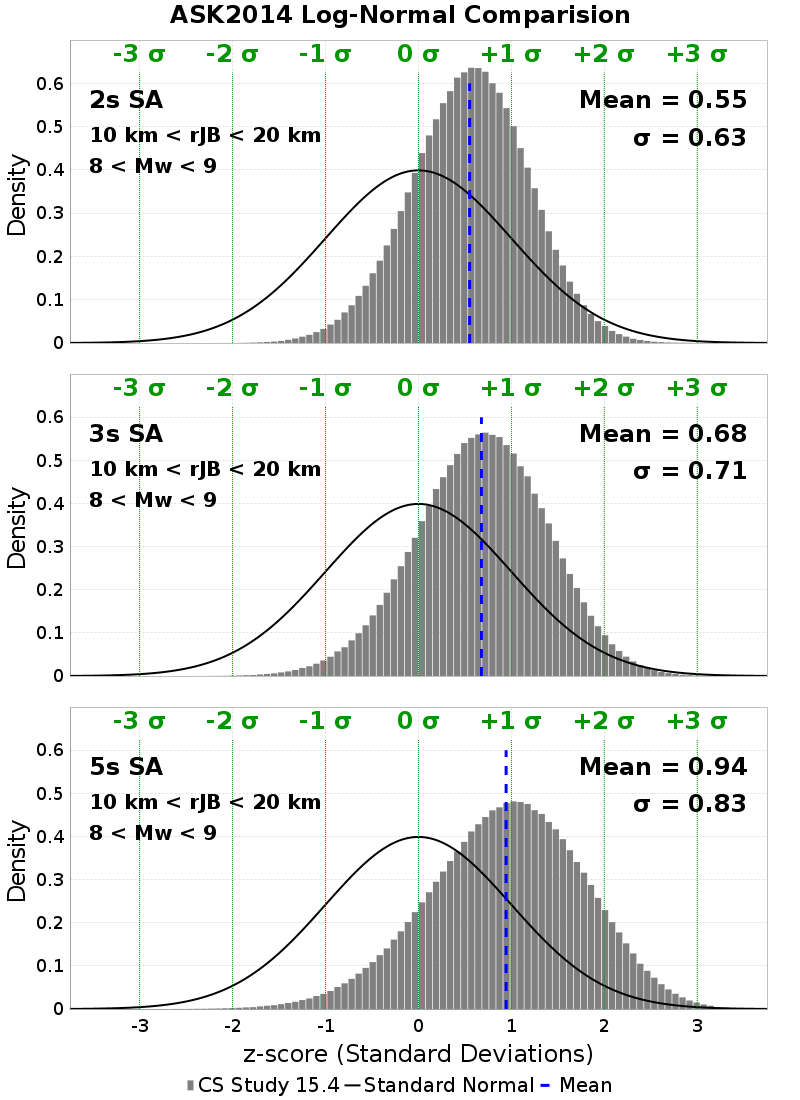 ASK2014 Log-Normal Comparision
-3 σ -2 σ -1 σ 0 σ +1 σ +2 σ +3 σ
2s SA
10 km < rJB < 20 km
8 < Mw < 9
Mean = 0.55
σ = 0.63
Density
0.6
0.5
0.4
0.3
0.2
0.1
0
-3 σ -2 σ -1 σ 0 σ +1 σ +2 σ +3 σ
3s SA
10 km < rJB < 20 km
8 < Mw < 9
Mean = 0.68
σ = 0.71
Density
0.6
0.5
0.4
0.3
0.2
0.1
0
-3 σ -2 σ -1 σ 0 σ +1 σ +2 σ +3 σ
5s SA
10 km < rJB < 20 km
8 < Mw < 9
Mean = 0.94
σ = 0.83
Density
0.6
0.5
0.4
0.3
0.2
0.1
0
-3 -2 -1 0 1 2 3
z-score (Standard Deviations)
CS Study 15.4 Standard Normal Mean